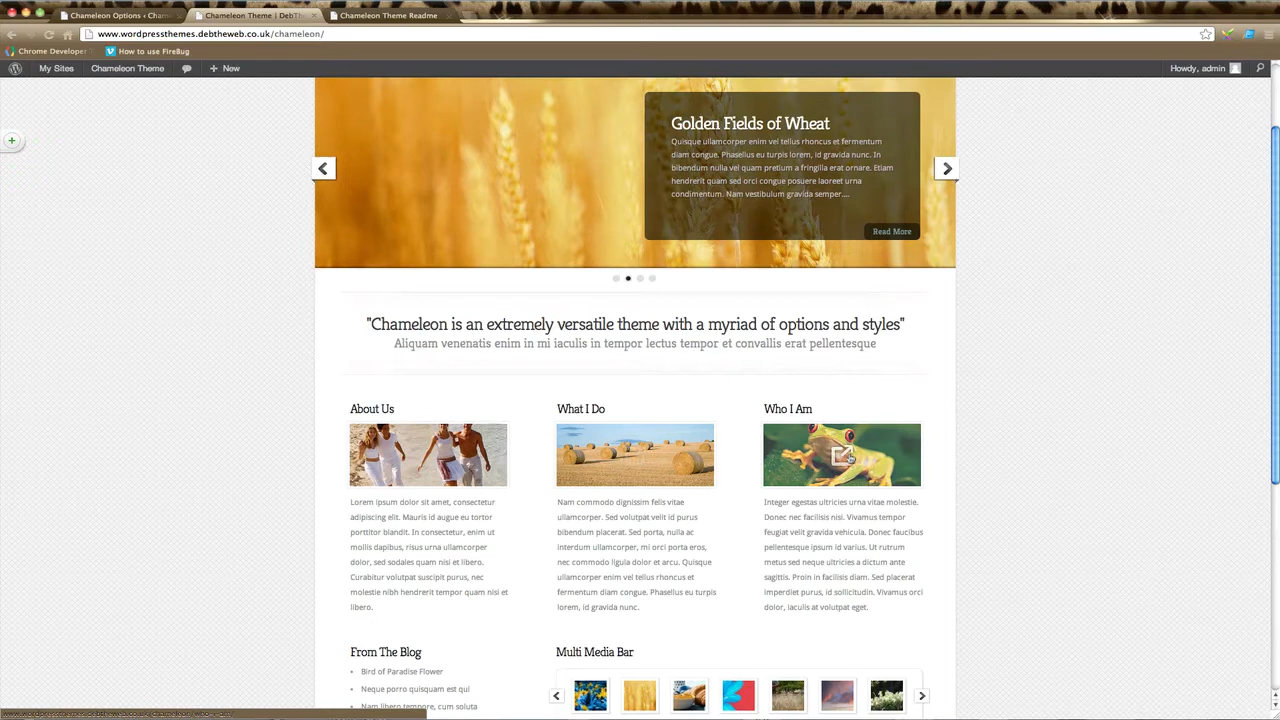 Chameleon Options ‹ Cham
Chameleon Theme | DebTh
Chameleon Theme Readme
www.wordpressthemes.debtheweb.co.uk/chameleon/
Chrome Developer
How to use FireBug
My Sites
Chameleon Theme
+ New
Howdy, admin
Golden Fields of Wheat
Quisque ullamcorper enim vel tellus rhoncus et fermentum
diam congue. Phasellus eu turpis lorem, id gravida nunc. In
bibendum nulla vel quam pretium a fringilla erat ornare. Etiam
hendrerit quam sed orci congue posuere laoreet urna
condimentum. Nam vestibulum gravida semper....
Read More
"Chameleon is an extremely versatile theme with a myriad of options and styles"
Aliquam venenatis enim in mi iaculis in tempor lectus tempor et convallis erat pellentesque
About Us
Lorem ipsum dolor sit amet, consectetur
adipiscing elit. Mauris id augue eu tortor
porttitor blandit. In consectetur, enim ut
mollis dapibus, risus urna ullamcorper
dolor, sed sodales quam nisi et libero.
Curabitur volutpat suscipit purus, nec
molestie nibh hendrerit tempor quam nisi et
libero.
What I Do
Nam commodo dignissim felis vitae
ullamcorper. Sed volutpat velit id purus
bibendum placerat. Sed porta, nulla ac
interdum ullamcorper, mi orci porta eros,
nec commodo ligula dolor et arcu. Quisque
ullamcorper enim vel tellus rhoncus et
fermentum. Phasellus eu turpis
lorem, id gravida nunc.
Who I Am
Integer egestas ultricies urna vitae molestie.
Donec nec facilisis nisi. Vivamus tempor
feugiat velit gravida vehicula. Donec faucibus
pellentesque ipsum id varius. Ut rutrum
metus sed neque ultricies a dictum ante
sagittis. Proin in facilisis diam. Sed placerat
imperdiet purus, id sollicitudin. Vivamus orci
dolor, iaculis at volutpat eget.
From The Blog
Bird of Paradise Flower
Neque porro quisquam est qui
Nam libero tempore, cum soluta
Multi Media Bar